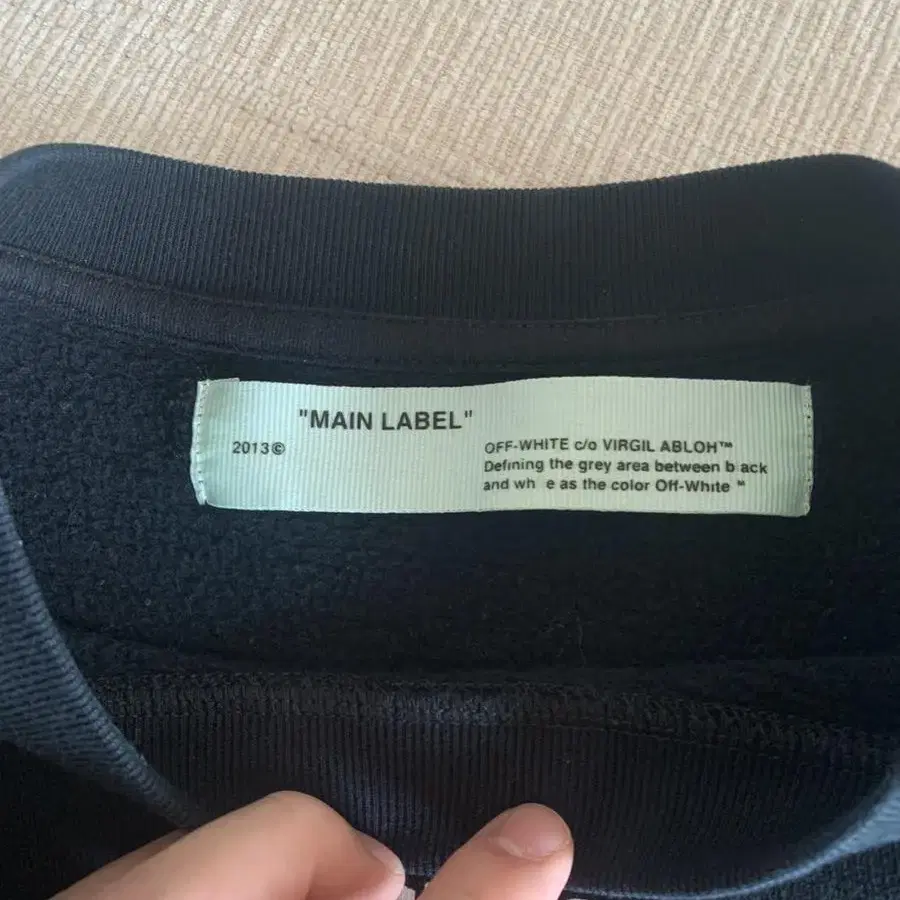 "MAIN LABEL"
2013©
OFF-WHITE c/o VIRGIL ABLOH™
Defining the grey area between b ack
and wh e as the color Off-White ™